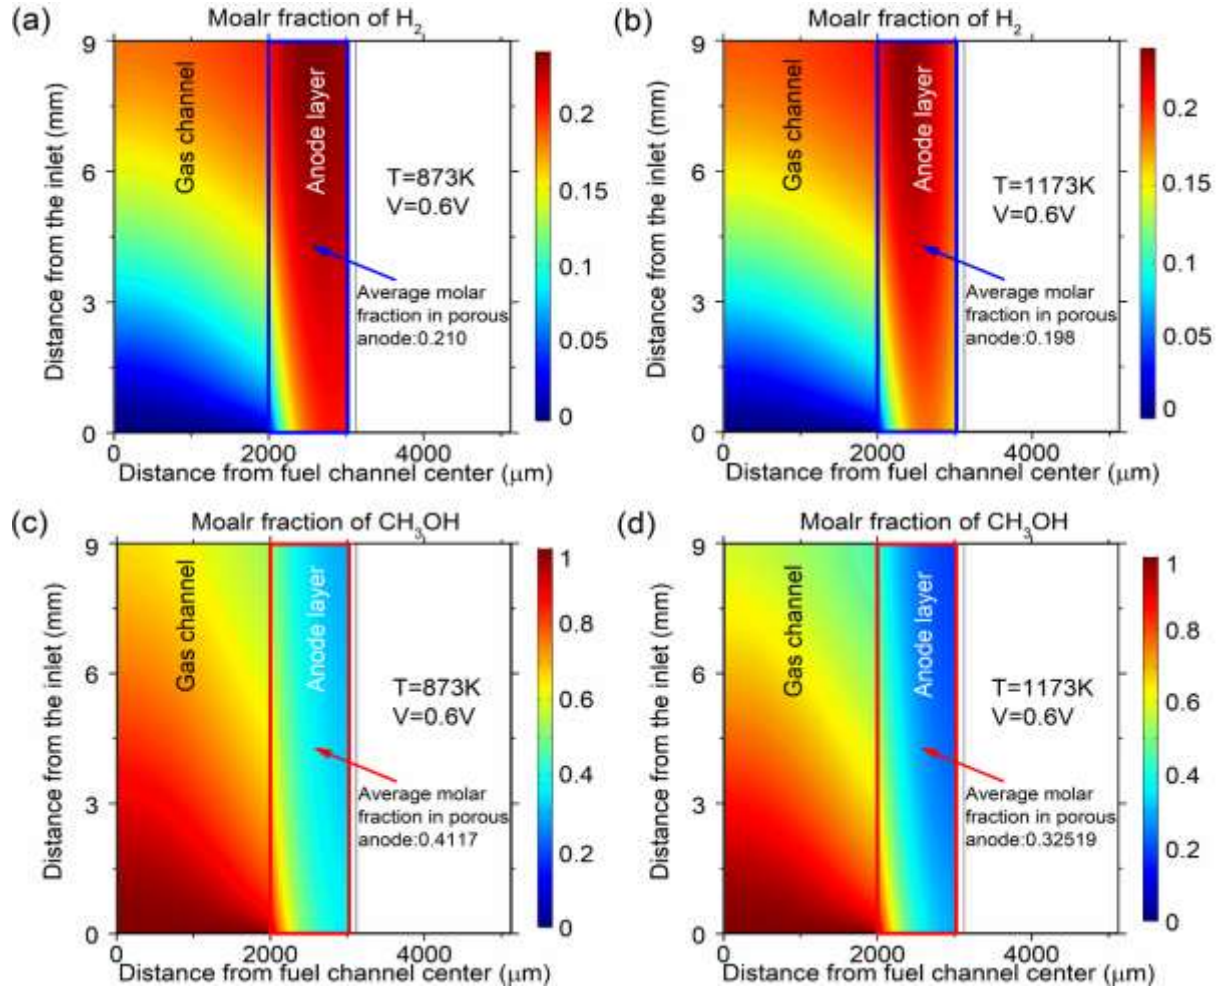 (a)
Moalr fraction of H2
9
6
3
0
Distance from the inlet (mm)
Gas channel
Anode layer
T=873K
V=0.6V
Average molar
fraction in porous
anode:0.210
0.2
0.15
0.1
0.05
0
0
2000
4000
Distance from fuel channel center (μm)
(b)
Moalr fraction of H2
9
6
3
0
Distance from the inlet (mm)
Gas channel
Anode layer
T=1173K
V=0.6V
Average molar
fraction in porous
anode:0.198
0.2
0.15
0.1
0.05
0
0
2000
4000
Distance from fuel channel center (μm)
(c)
Moalr fraction of CH3OH
9
6
3
0
Distance from the inlet (mm)
Gas channel
Anode layer
T=873K
V=0.6V
Average molar
fraction in porous
anode:0.4117
1
0.8
0.6
0.4
0.2
0
0
2000
4000
Distance from fuel channel center (μm)
(d)
Moalr fraction of CH3OH
9
6
3
0
Distance from the inlet (mm)
Gas channel
Anode layer
T=1173K
V=0.6V
Average molar
fraction in porous
anode:0.32519
1
0.8
0.6
0.4
0.2
0
0
2000
4000
Distance from fuel channel center (μm)